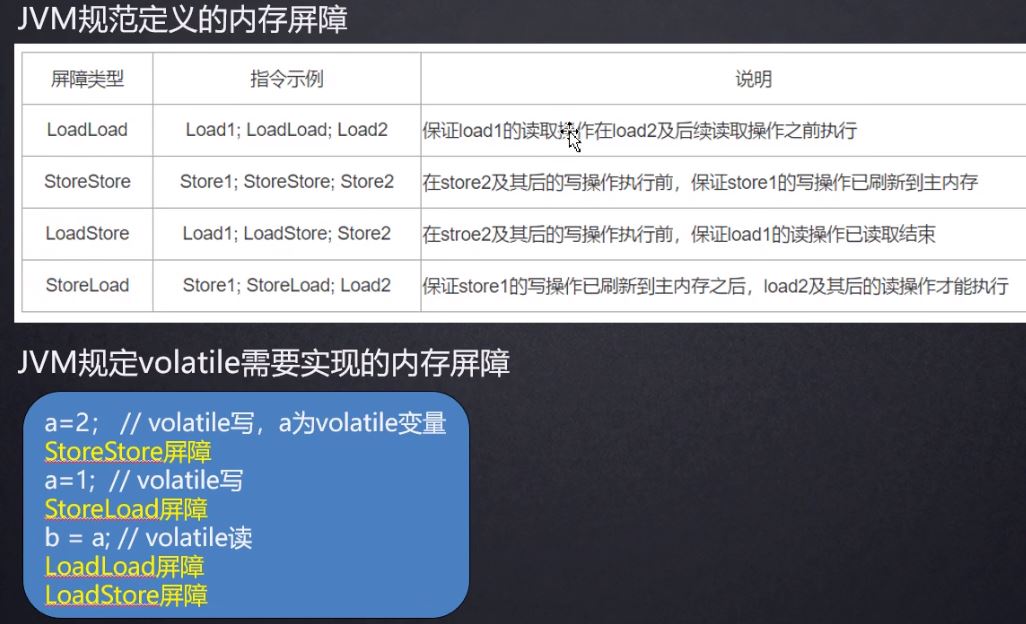 JVM规范定义的内存屏障
屏障类型 指令示例 说明
LoadLoad Load1; LoadLoad; Load2 保证load1的读取操作在load2及后续读取操作之前执行
StoreStore Store1; StoreStore; Store2 在store2及其后的写操作执行前，保证store1的写操作已刷新到主内存
LoadStore Load1; LoadStore; Store2 在stroe2及其后的写操作执行前，保证load1的读操作已读取结束
StoreLoad Store1; StoreLoad; Load2 保证store1的写操作已刷新到主内存之后，load2及其后的读操作才能执行
JVM规定volatile需要实现的内存屏障
a=2； // volatile写，a为volatile变量
StoreStore屏障
a=1; // volatile写
StoreLoad屏障
b = a; // volatile读
LoadLoad屏障
LoadStore屏障